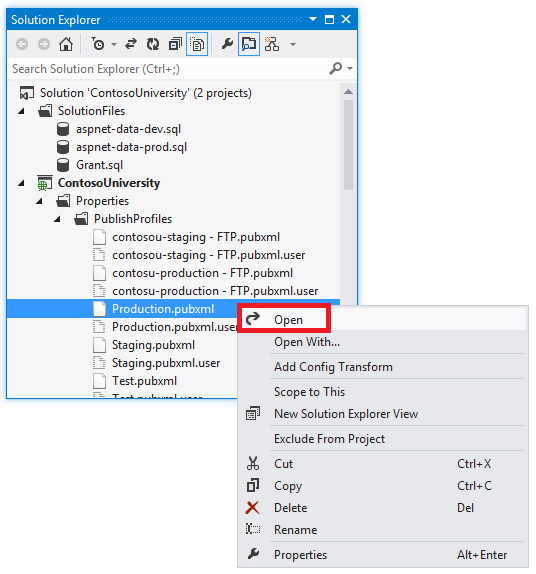 Solution Explorer
Search Solution Explorer (Ctrl+;)
Solution 'ContosoUniversity' (2 projects)
SolutionFiles
aspnet-data-dev.sql
aspnet-data-prod.sql
Grant.sql
ContosoUniversity
Properties
PublishProfiles
contosou-staging - FTP.pubxml
contosou-staging - FTP.pubxml.user
contosu-production - FTP.pubxml
contosu-production - FTP.pubxml.user
Production.pubxml
Production.pubxml.user
Staging.pubxml
Staging.pubxml.user
Test.pubxml
Test.pubxml.user
Open
Open With...
Add Config Transform
Scope to This
New Solution Explorer View
Exclude From Project
Cut Ctrl+X
Copy Ctrl+C
Delete Del
Rename
Properties Alt+Enter